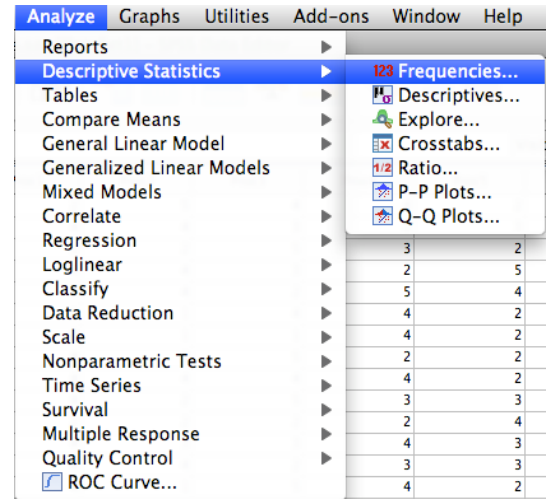 Analyze Graphs Utilities Add-ons Window Help
Reports
Descriptive Statistics
Tables
Compare Means
General Linear Model
Generalized Linear Models
Mixed Models
Correlate
Regression
Loglinear
Classify
Data Reduction
Scale
Nonparametric Tests
Time Series
Survival
Multiple Response
Quality Control
ROC Curve...
123 Frequencies...
Descriptives...
Explore...
Crosstabs...
1/2 Ratio...
P-P Plots...
Q-Q Plots...
3 2
2 5
5 4
4 2
4 2
2 2
4 2
3 3
2 4
4 3
3 3
4 2